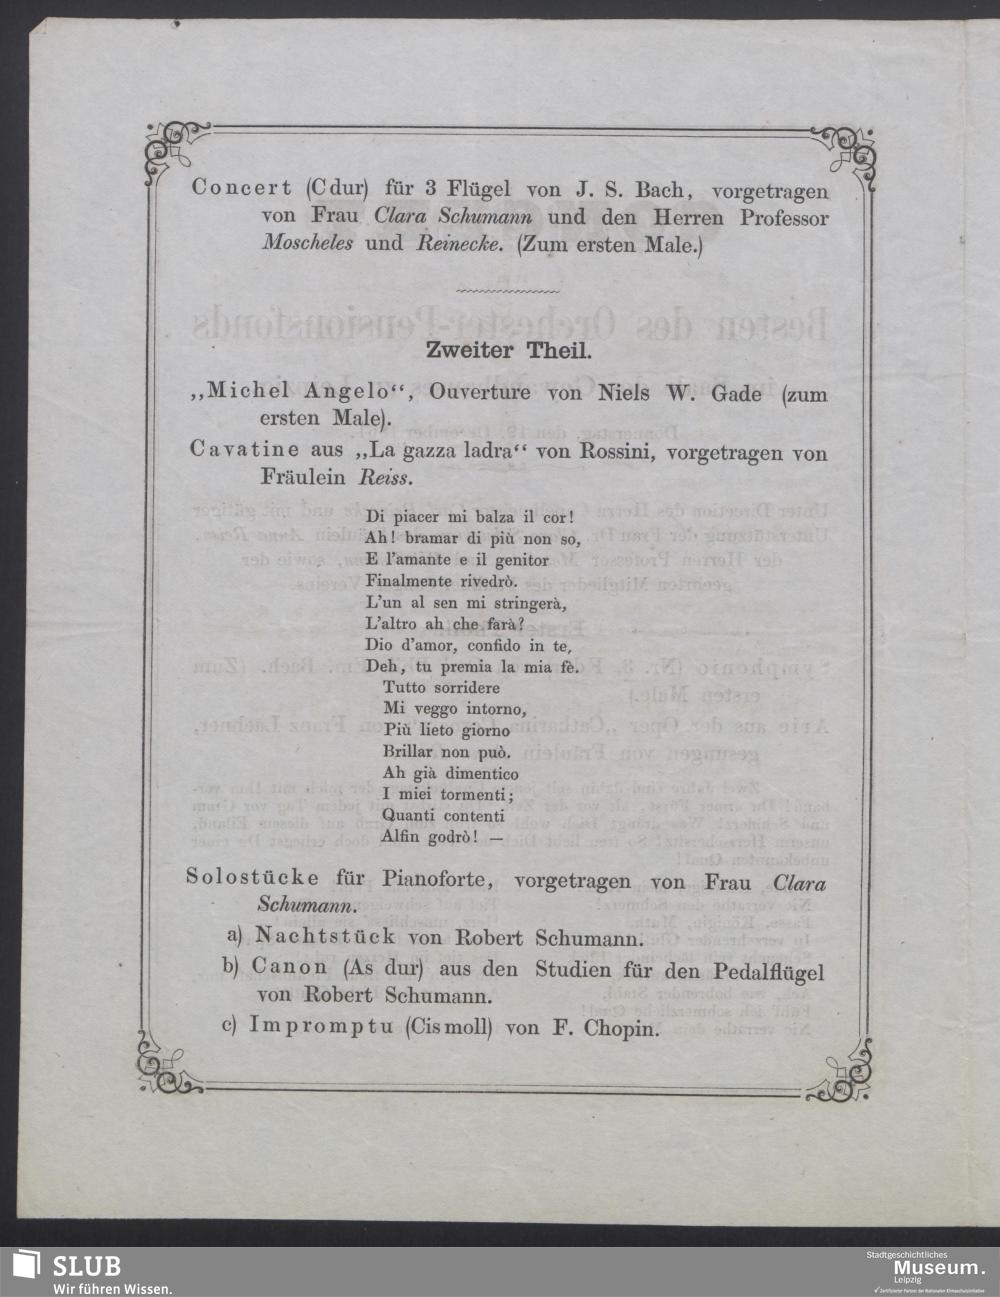 Concert (Cdur) für 3 Flügel von J. S. Bach, vorgetragen
von Frau Clara Schumann und den Herren Professor
Moscheles und Reinecke. (Zum ersten Male.)
Zweiter Theil.
„Michel Angelo“, Ouverture von Niels W. Gade (zum
ersten Male).
Cavatine aus „La gazza ladra“ von Rossini, vorgetragen von
Fräulein Reiss.
Di piacer mi balza il cor!
Ah! bramar di più non so,
E l'amante e il genitor
Finalmente rivedrò.
L'un al sen mi stringerà,
L'altro ah che farà?
Dio d'amor, confido in te,
Deh, tu premia la mia fè.
Tutto sorridere
Mi veggo intorno,
Più lieto giorno
Brillar non può.
Ah già dimentico
I miei tormenti;
Quanti contenti
Alfin godrò! —
Solostücke für Pianoforte, vorgetragen von Frau Clara
Schumann.
a) Nachtstück von Robert Schumann.
b) Canon (As dur) aus den Studien für den Pedalflügel
von Robert Schumann.
c) Impromptu (Cismoll) von F. Chopin.
SLUB
Wir führen Wissen.
Stadtgeschichtliches
Museum.
Leipzig